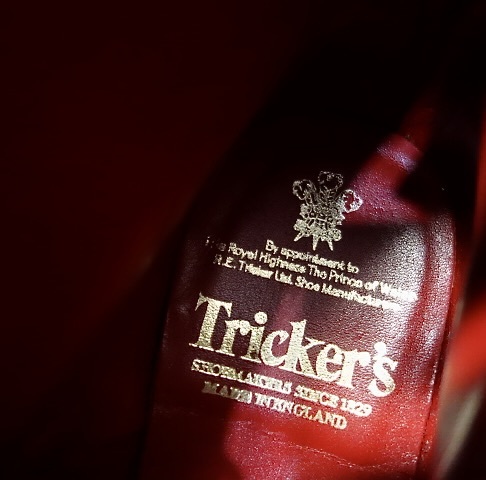 By appointment to
The Royal Highness The Prince of Wales
R.E. Tricker Ltd. Shoe Manufacturers
Tricker's
SHOEMAKERS SINCE 1829
MADE IN ENGLAND